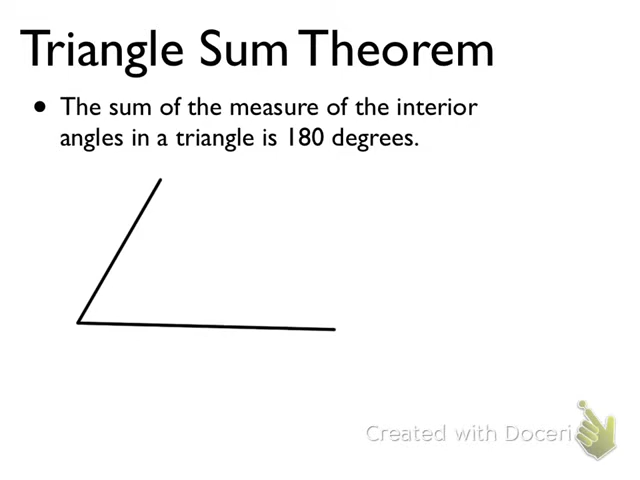 Triangle Sum Theorem
• The sum of the measure of the interior
angles in a triangle is 180 degrees.
Created with Doceri